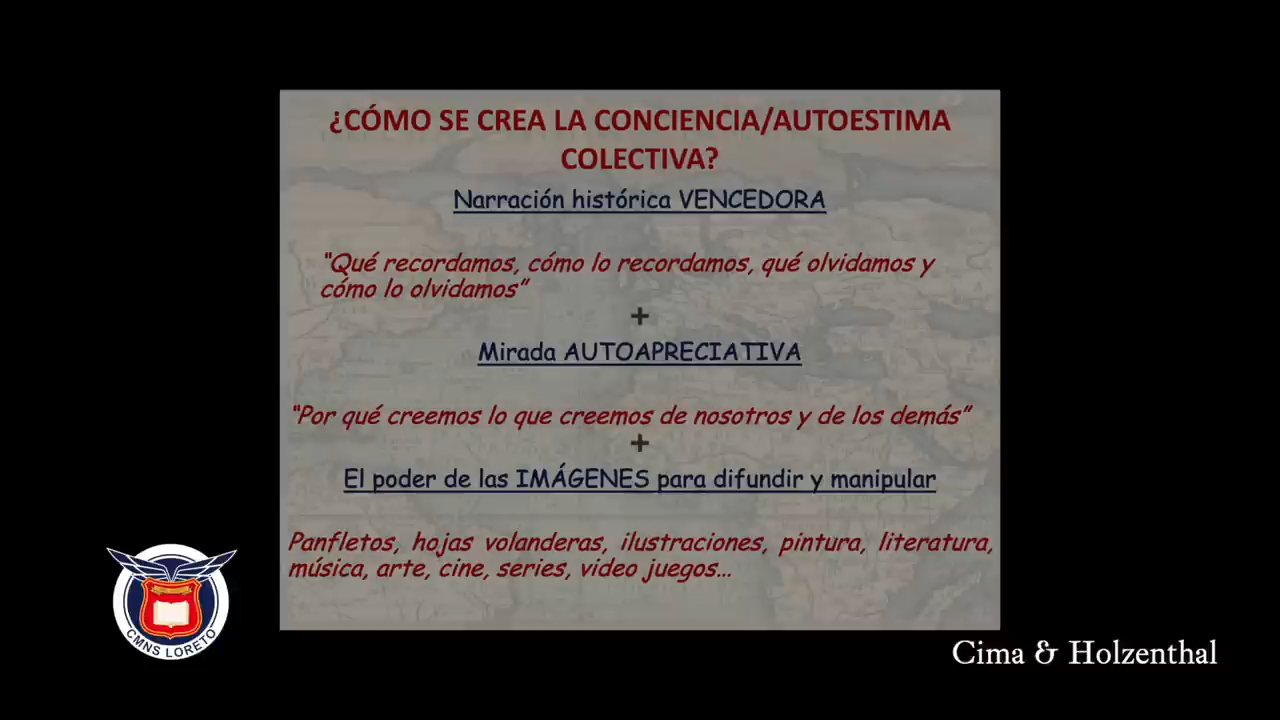 ¿CÓMO SE CREA LA CONCIENCIA/AUTOESTIMA
COLECTIVA?
Narración histórica VENCEDORA
“Qué recordamos, cómo lo recordamos, qué olvidamos y
cómo lo olvidamos”
+
Mirada AUTOAPRECIATIVA
“Por qué creemos lo que creemos de nosotros y de los demás”
+
El poder de las IMÁGENES para difundir y manipular
Panfletos, hojas volanderas, ilustraciones, pintura, literatura,
música, arte, cine, series, video juegos...
CMNS LORETO
Cima & Holzenthal